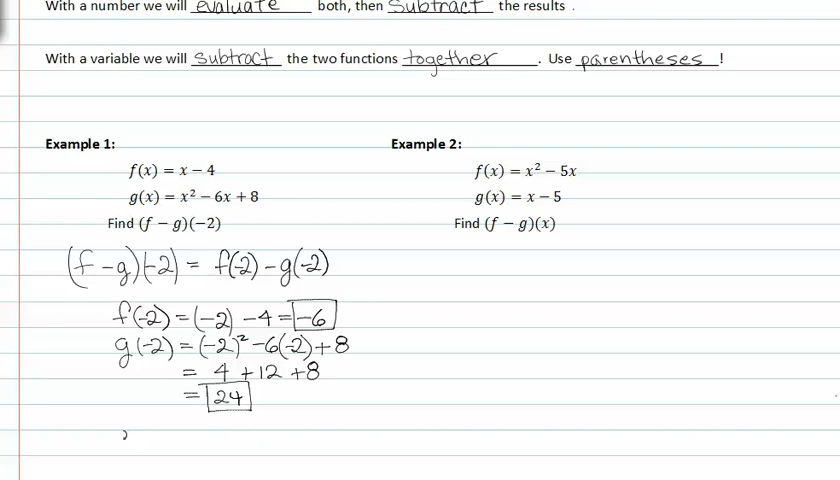 With a number we will evaluate both, then Subtract the results .
With a variable we will subtract the two functions together . Use parentheses !
Example 1:
f(x) = x − 4
g(x) = x² − 6x + 8
Find (f − g)(−2)
(f - g)(-2) = f(-2) - g(-2)
f(-2) = (-2) - 4 = -6
g(-2) = (-2)² - 6(-2) + 8
= 4 + 12 + 8
= 24
Example 2:
f(x) = x² − 5x
g(x) = x − 5
Find (f − g)(x)